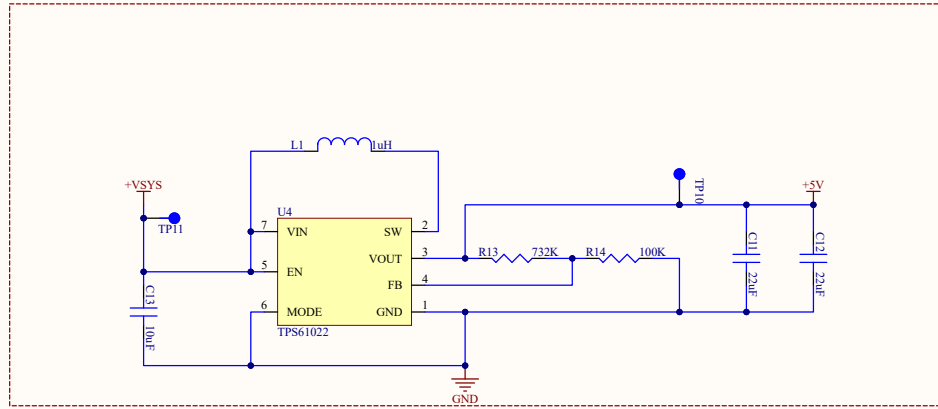 L1
1uH
+VSYS
TP11
U4
7
VIN
SW
2
5
EN
VOUT
3
FB
4
6
MODE
GND
1
TPS61022
C13
10uF
R13
732K
R14
100K
TP10
+5V
C11
22uF
C12
22uF
GND